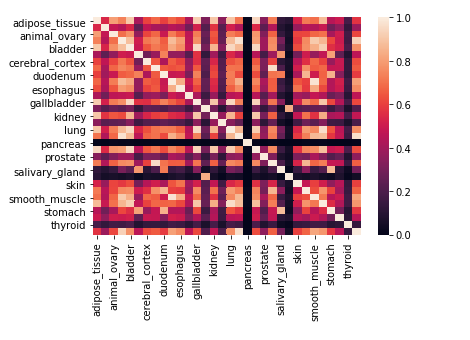 adipose_tissue
animal_ovary
bladder
cerebral_cortex
duodenum
esophagus
gallbladder
kidney
lung
pancreas
prostate
salivary_gland
skin
smooth_muscle
stomach
thyroid
adipose_tissue
animal_ovary
bladder
cerebral_cortex
duodenum
esophagus
gallbladder
kidney
lung
pancreas
prostate
salivary_gland
skin
smooth_muscle
stomach
thyroid
1.0
0.8
0.6
0.4
0.2
0.0